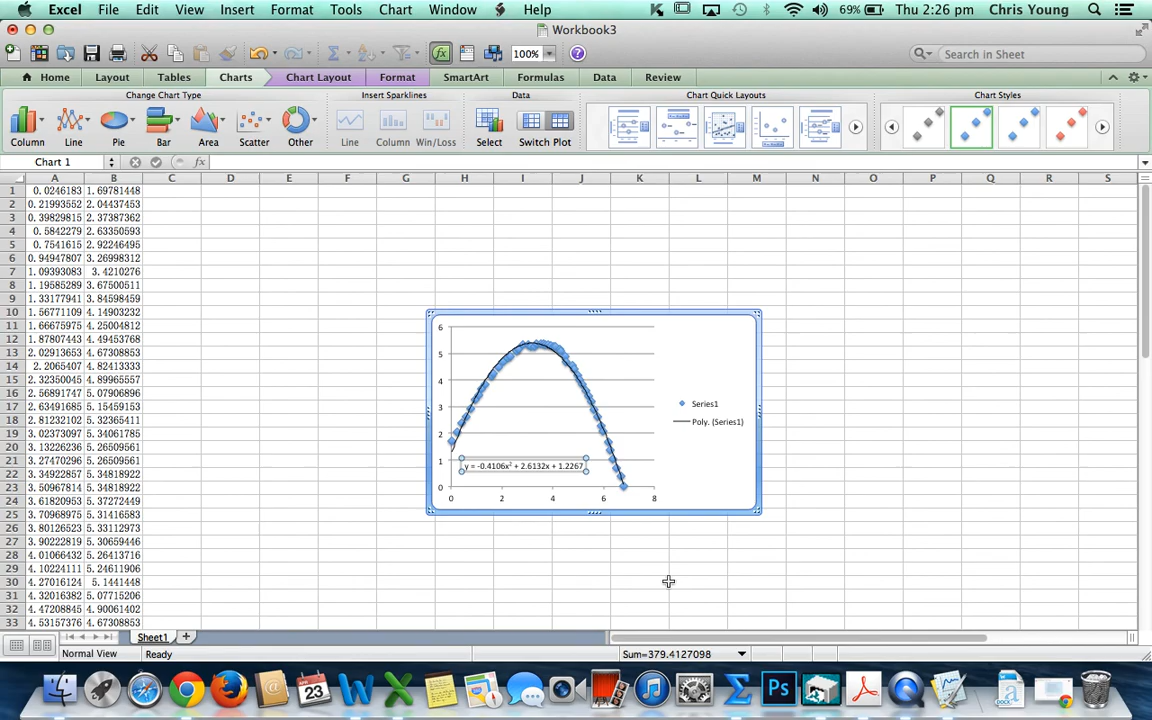 Excel File Edit View Insert Format Tools Chart Window Help 69% Thu 2:26 pm Chris Young
Workbook3
100% Search in Sheet
Home Layout Tables Charts Chart Layout Format SmartArt Formulas Data Review
Change Chart Type Insert Sparklines Data Chart Quick Layouts Chart Styles
Column Line Pie Bar Area Scatter Other Line Column Win/Loss Select Switch Plot
Chart 1 fx
A B C D E F G H I J K L M N O P Q R S
1 0.0246183 1.69781448
2 0.21993552 2.04437453
3 0.39829815 2.37387362
4 0.5842279 2.63350593
5 0.7541615 2.92246495
6 0.94947807 3.26998312
7 1.09393083 3.4210276
8 1.19585289 3.67500511
9 1.33177941 3.84598459
10 1.56771109 4.14903232
11 1.66675975 4.25004812
12 1.87807443 4.49453768
13 2.02913653 4.67308853
14 2.2065407 4.82413333
15 2.32350045 4.89965557
16 2.56891747 5.07906896
17 2.63491685 5.15459153
18 2.81232102 5.32365411
19 3.02373097 5.34061785
20 3.13226236 5.26509561
21 3.27470296 5.26509561
22 3.34922857 5.34818922
23 3.50967814 5.34818922
24 3.61820953 5.37272449
25 3.70968975 5.31416583
26 3.80126523 5.33112973
27 3.90222819 5.30659446
28 4.01066432 5.26413716
29 4.10224111 5.24611906
30 4.27016124 5.1441448
31 4.32016382 5.07715206
32 4.47208845 4.90061402
33 4.53157376 4.67308853
6
5
4
3
2
1
0
0 2 4 6 8
y = -0.4106x² + 2.6132x + 1.2267
Series1
Poly. (Series1)
Sheet1
Normal View Ready Sum=379.4127098
APR
23
DOCX